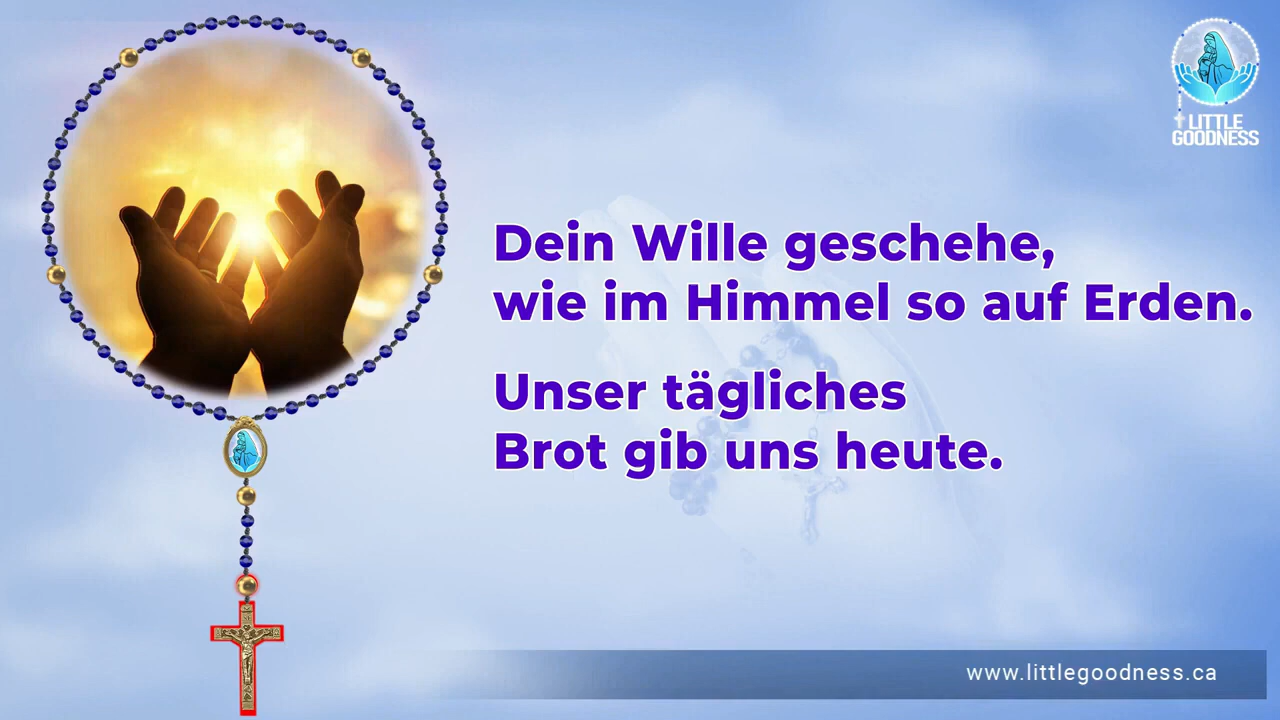 LITTLE
GOODNESS
Dein Wille geschehe,
wie im Himmel so auf Erden.
Unser tägliches
Brot gib uns heute.
www.littlegoodness.ca